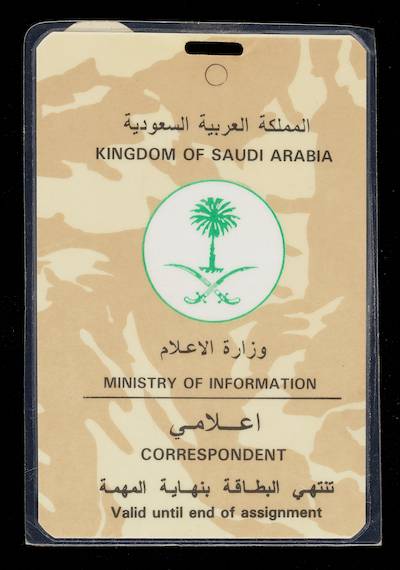 المملكة العربية السعودية
KINGDOM OF SAUDI ARABIA
وزارة الاعلام
MINISTRY OF INFORMATION
اعلامي
CORRESPONDENT
تنتهي البطاقة بنهاية المهمة
Valid until end of assignment